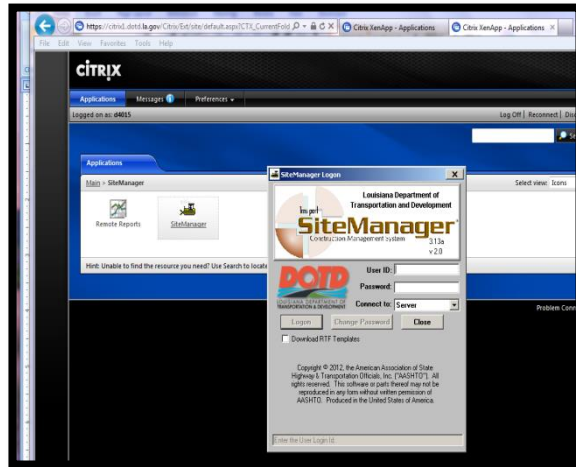 https://citrix1.dotd.la.gov/Citrix/Ext/site/default.aspx?CTX_CurrentFold
Citrix XenApp - Applications
Citrix XenApp - Applications
File Edit View Favorites Tools Help
CITRIX
Applications Messages Preferences
Logged on as: d4015
Log Off | Reconnect | Disc
Applications
Main > SiteManager
Select view: Icons
Remote Reports
SiteManager
Hint: Unable to find the resource you need? Use Search to locate
Problem Conn
SiteManager Logon
Louisiana Department of
Transportation and Development
SiteManager
Construction Management System
3.13a
v 2.0
DOTD
LOUISIANA DEPARTMENT OF
TRANSPORTATION & DEVELOPMENT
User ID:
Password:
Connect to: Server
Logon Change Password Close
Download RTF Templates
Copyright © 2012, the American Association of State
Highway & Transportation Officials, Inc. ("AASHTO"). All
rights reserved. This software or parts thereof may not be
reproduced in any form without written permission of
AASHTO. Produced in the United States of America.
Enter the User Login Id.